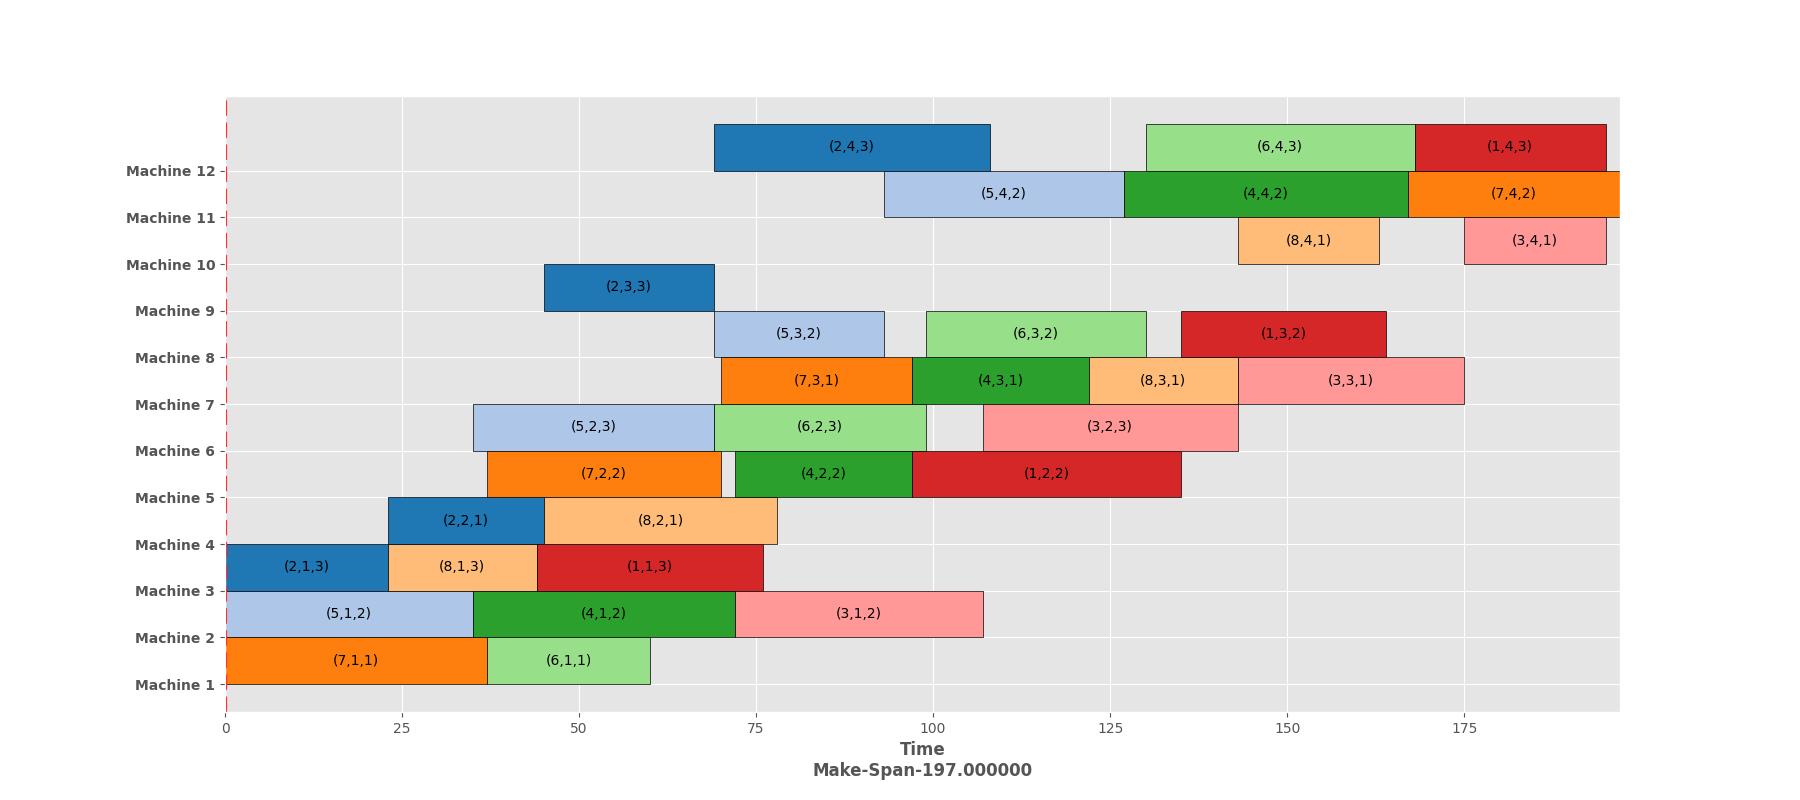 (2,4,3) (6,4,3) (1,4,3)
Machine 12
(5,4,2) (4,4,2) (7,4,2)
Machine 11
(8,4,1) (3,4,1)
Machine 10
(2,3,3)
Machine 9
(5,3,2) (6,3,2) (1,3,2)
Machine 8
(7,3,1) (4,3,1) (8,3,1) (3,3,1)
Machine 7
(5,2,3) (6,2,3) (3,2,3)
Machine 6
(7,2,2) (4,2,2) (1,2,2)
Machine 5
(2,2,1) (8,2,1)
Machine 4
(2,1,3) (8,1,3) (1,1,3)
Machine 3
(5,1,2) (4,1,2) (3,1,2)
Machine 2
(7,1,1) (6,1,1)
Machine 1
0 25 50 75 100 125 150 175
Time
Make-Span-197.000000